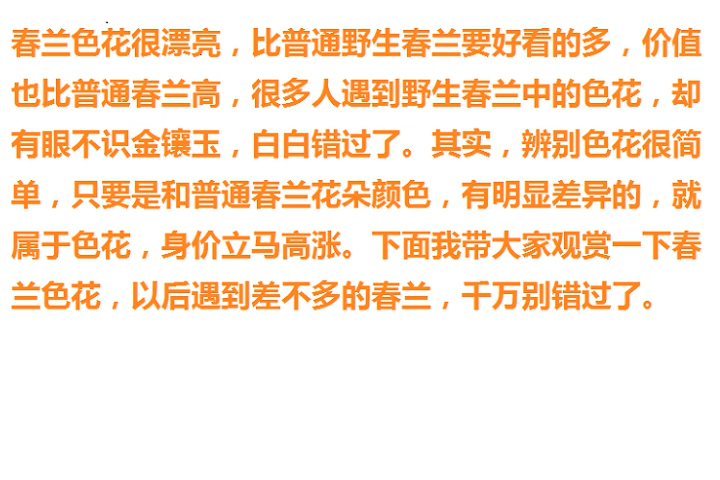 春兰色花很漂亮，比普通野生春兰要好看的多，价值
也比普通春兰高，很多人遇到野生春兰中的色花，却
有眼不识金镶玉，白白错过了。其实，辨别色花很简
单，只要是和普通春兰花朵颜色，有明显差异的，就
属于色花，身价立马高涨。下面我带大家观赏一下春
兰色花，以后遇到差不多的春兰，千万别错过了。